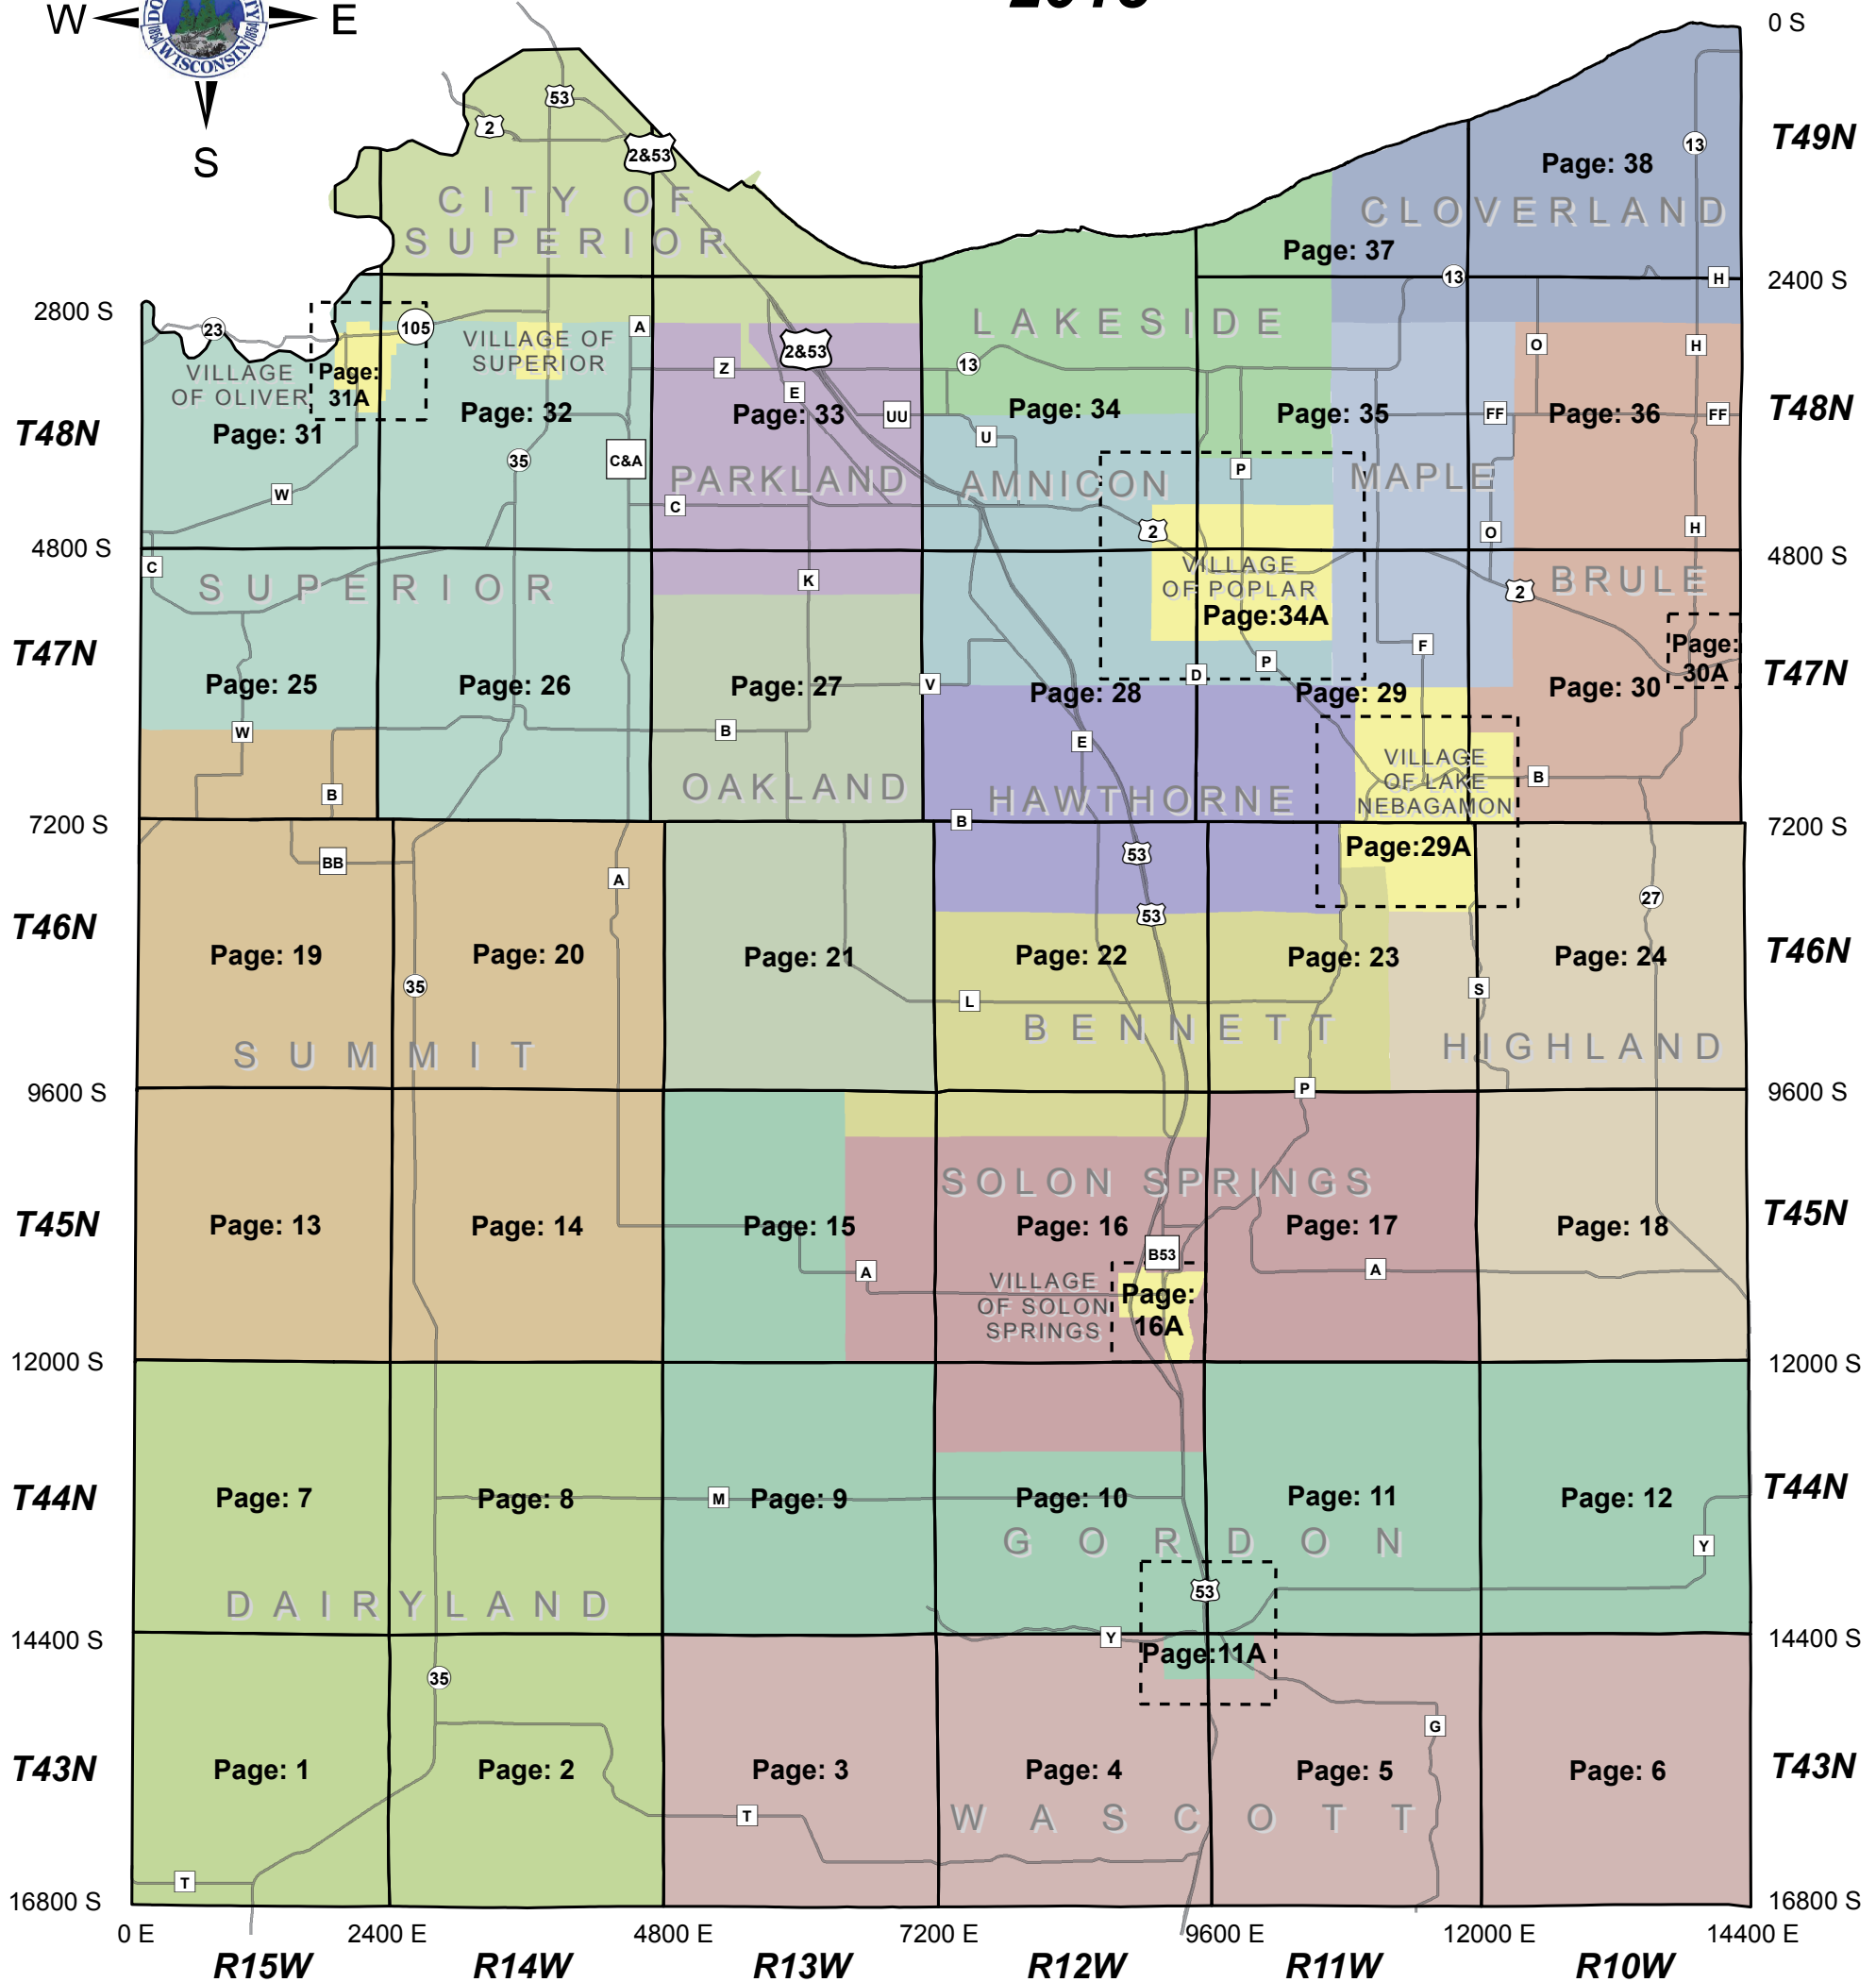 W
E
S
WISCONSIN
1854
1854
0 S
53
2
2&53
T49N
Page: 38
13
CITY OF
SUPERIOR
CLOVERLAND
Page: 37
13
H
2400 S
2800 S
23
105
A
VILLAGE OF
SUPERIOR
LAKESIDE
2&53
O
H
VILLAGE
OF OLIVER
Page:
31A
Z
13
E
Page: 31
Page: 32
Page: 33
UU
Page: 34
Page: 35
FF
Page: 36
FF
T48N
T48N
U
35
C&A
P
PARKLAND
AMNICON
MAPLE
W
C
2
O
H
4800 S
4800 S
C
SUPERIOR
K
VILLAGE
OF POPLAR
Page:34A
2
BRULE
T47N
T47N
F
Page:
30A
P
D
V
Page: 25
Page: 26
Page: 27
Page: 28
Page: 29
Page: 30
W
B
E
VILLAGE
OF LAKE
NEBAGAMON
B
B
OAKLAND
HAWTHORNE
7200 S
B
7200 S
BB
A
53
Page:29A
27
53
T46N
T46N
Page: 19
Page: 20
Page: 21
Page: 22
Page: 23
Page: 24
35
L
S
BENNETT
SUMMIT
HIGHLAND
9600 S
P
9600 S
SOLON SPRINGS
T45N
T45N
Page: 13
Page: 14
Page: 15
Page: 16
Page: 17
Page: 18
B53
A
A
VILLAGE
OF SOLON
SPRINGS
Page:
16A
12000 S
12000 S
T44N
T44N
Page: 7
Page: 8
M
Page: 9
Page: 10
Page: 11
Page: 12
GORDON
Y
53
DAIRYLAND
14400 S
Y
14400 S
Page:11A
35
G
T43N
T43N
Page: 1
Page: 2
Page: 3
Page: 4
Page: 5
Page: 6
T
WASCOTT
T
16800 S
16800 S
0 E
2400 E
4800 E
7200 E
9600 E
12000 E
14400 E
R15W
R14W
R13W
R12W
R11W
R10W